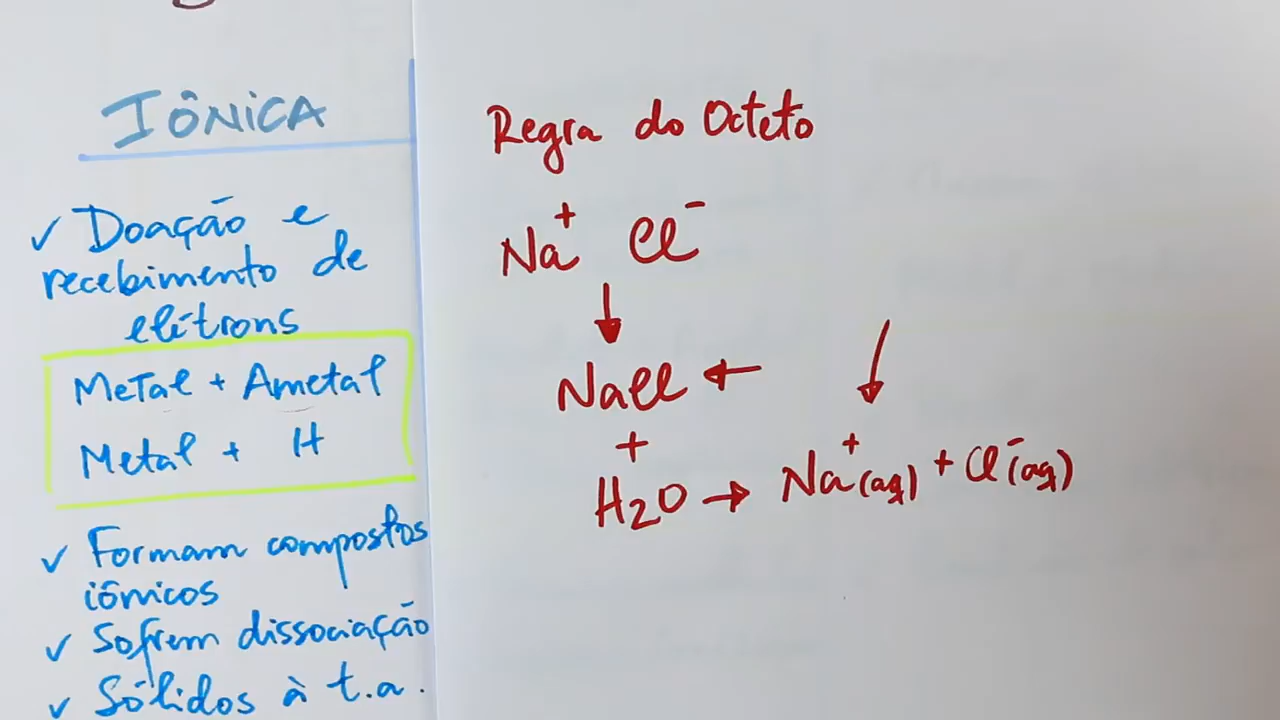 IÔNICA
✓ Doação e
recebimento de
elétrons
Metal + Ametal
Metal + H
✓ Formam compostos
iônicos
✓ Sofrem dissociação
✓ Sólidos à t.a.
Regra do Octeto
Na⁺ Cl⁻
↓
NaCl ←
+
H₂O → Na⁺(aq) + Cl⁻(aq)